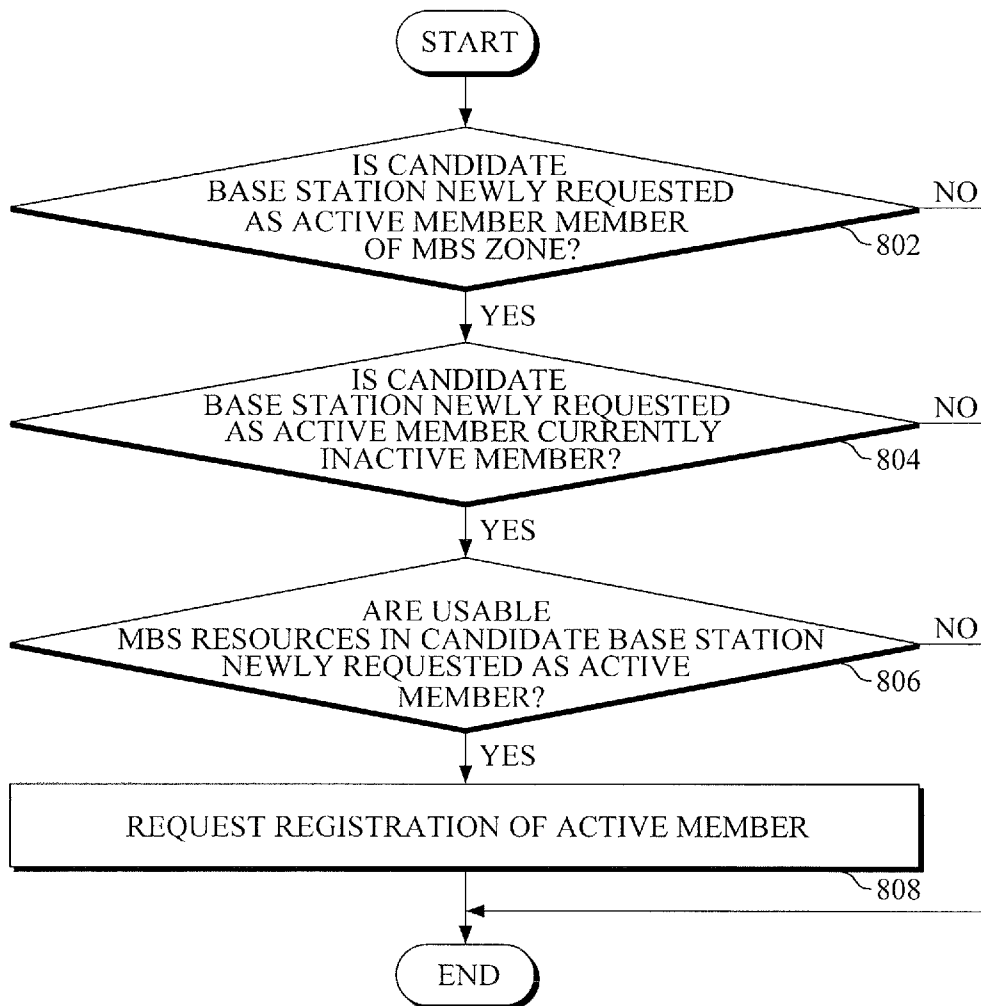 START
IS CANDIDATE
BASE STATION NEWLY REQUESTED
AS ACTIVE MEMBER MEMBER
OF MBS ZONE?
NO
802
YES
IS CANDIDATE
BASE STATION NEWLY REQUESTED
AS ACTIVE MEMBER CURRENTLY
INACTIVE MEMBER?
NO
804
YES
ARE USABLE
MBS RESOURCES IN CANDIDATE BASE STATION
NEWLY REQUESTED AS ACTIVE
MEMBER?
NO
806
YES
REQUEST REGISTRATION OF ACTIVE MEMBER
808
END